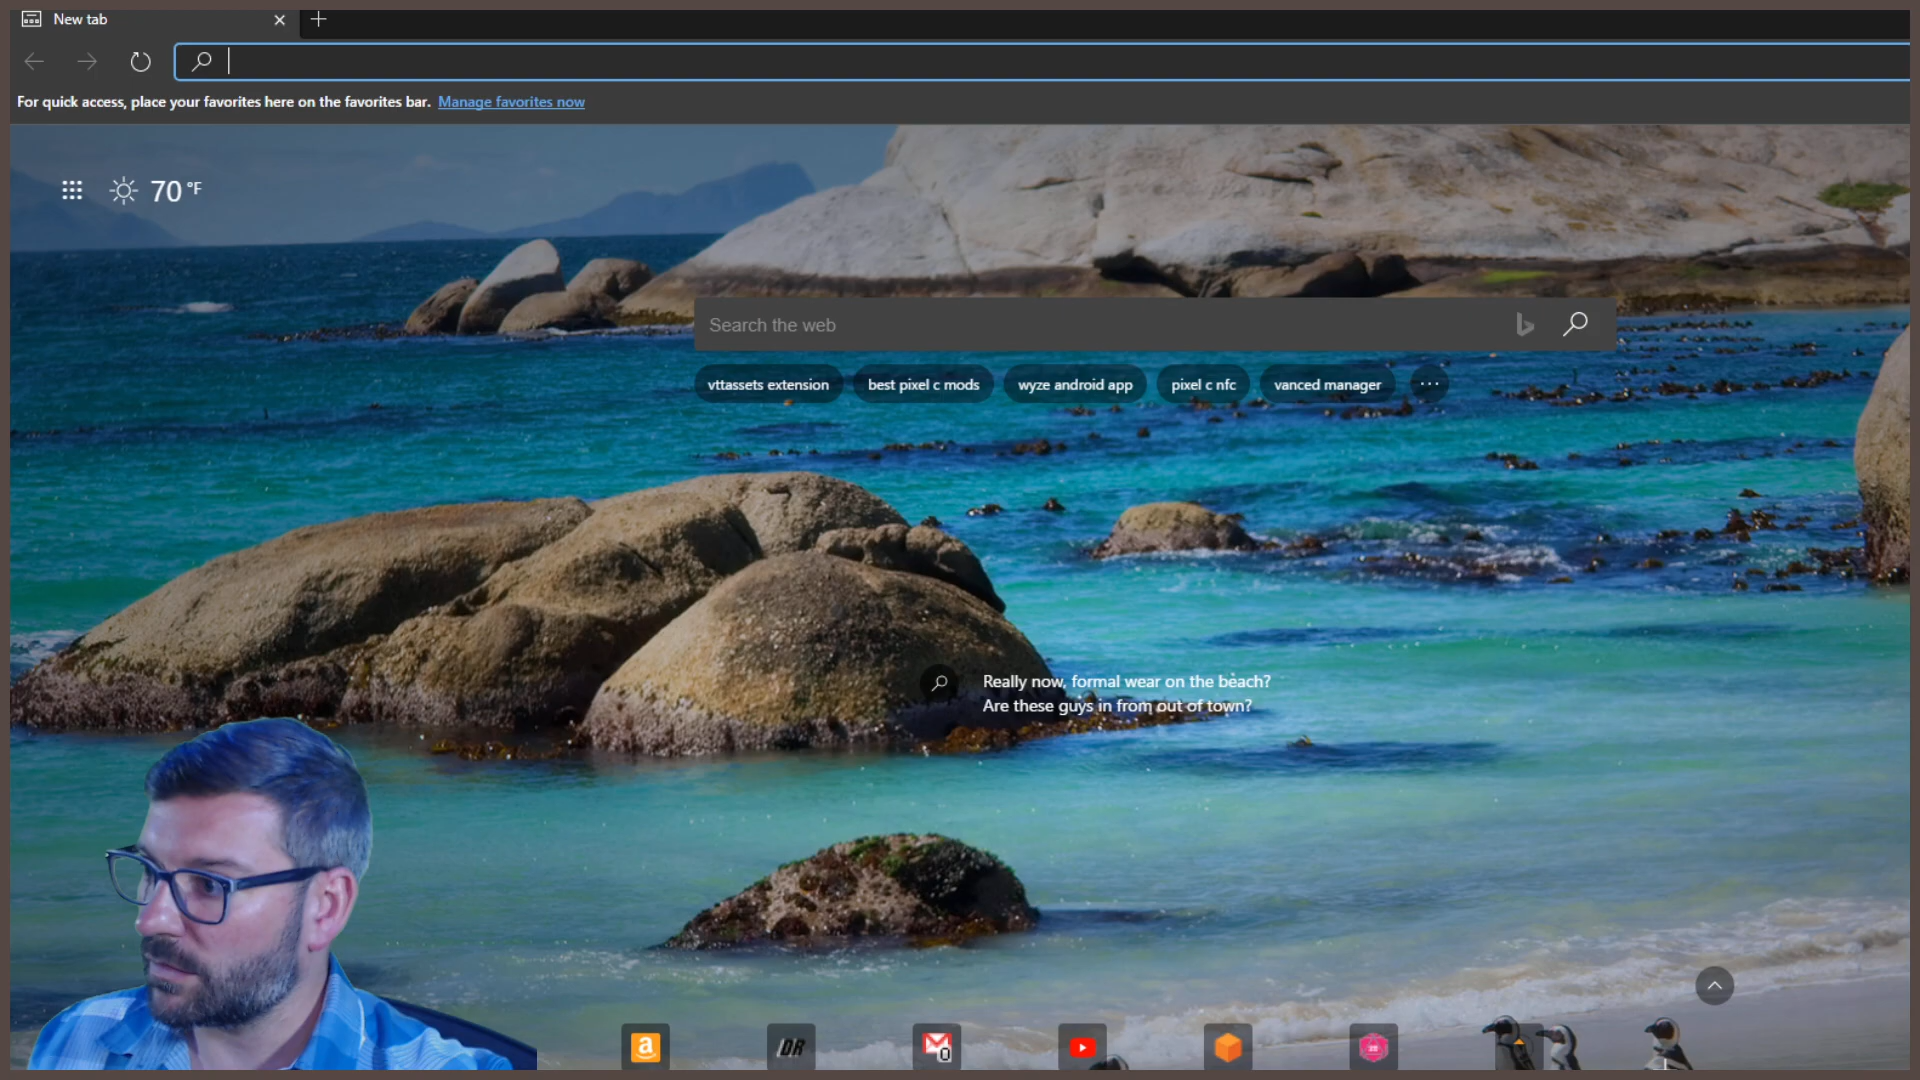 New tab
For quick access, place your favorites here on the favorites bar. Manage favorites now
70 °F
Search the web
vttassets extension best pixel c mods wyze android app pixel c nfc vanced manager ...
Really now, formal wear on the beach?
Are these guys in from out of town?
a DR 0